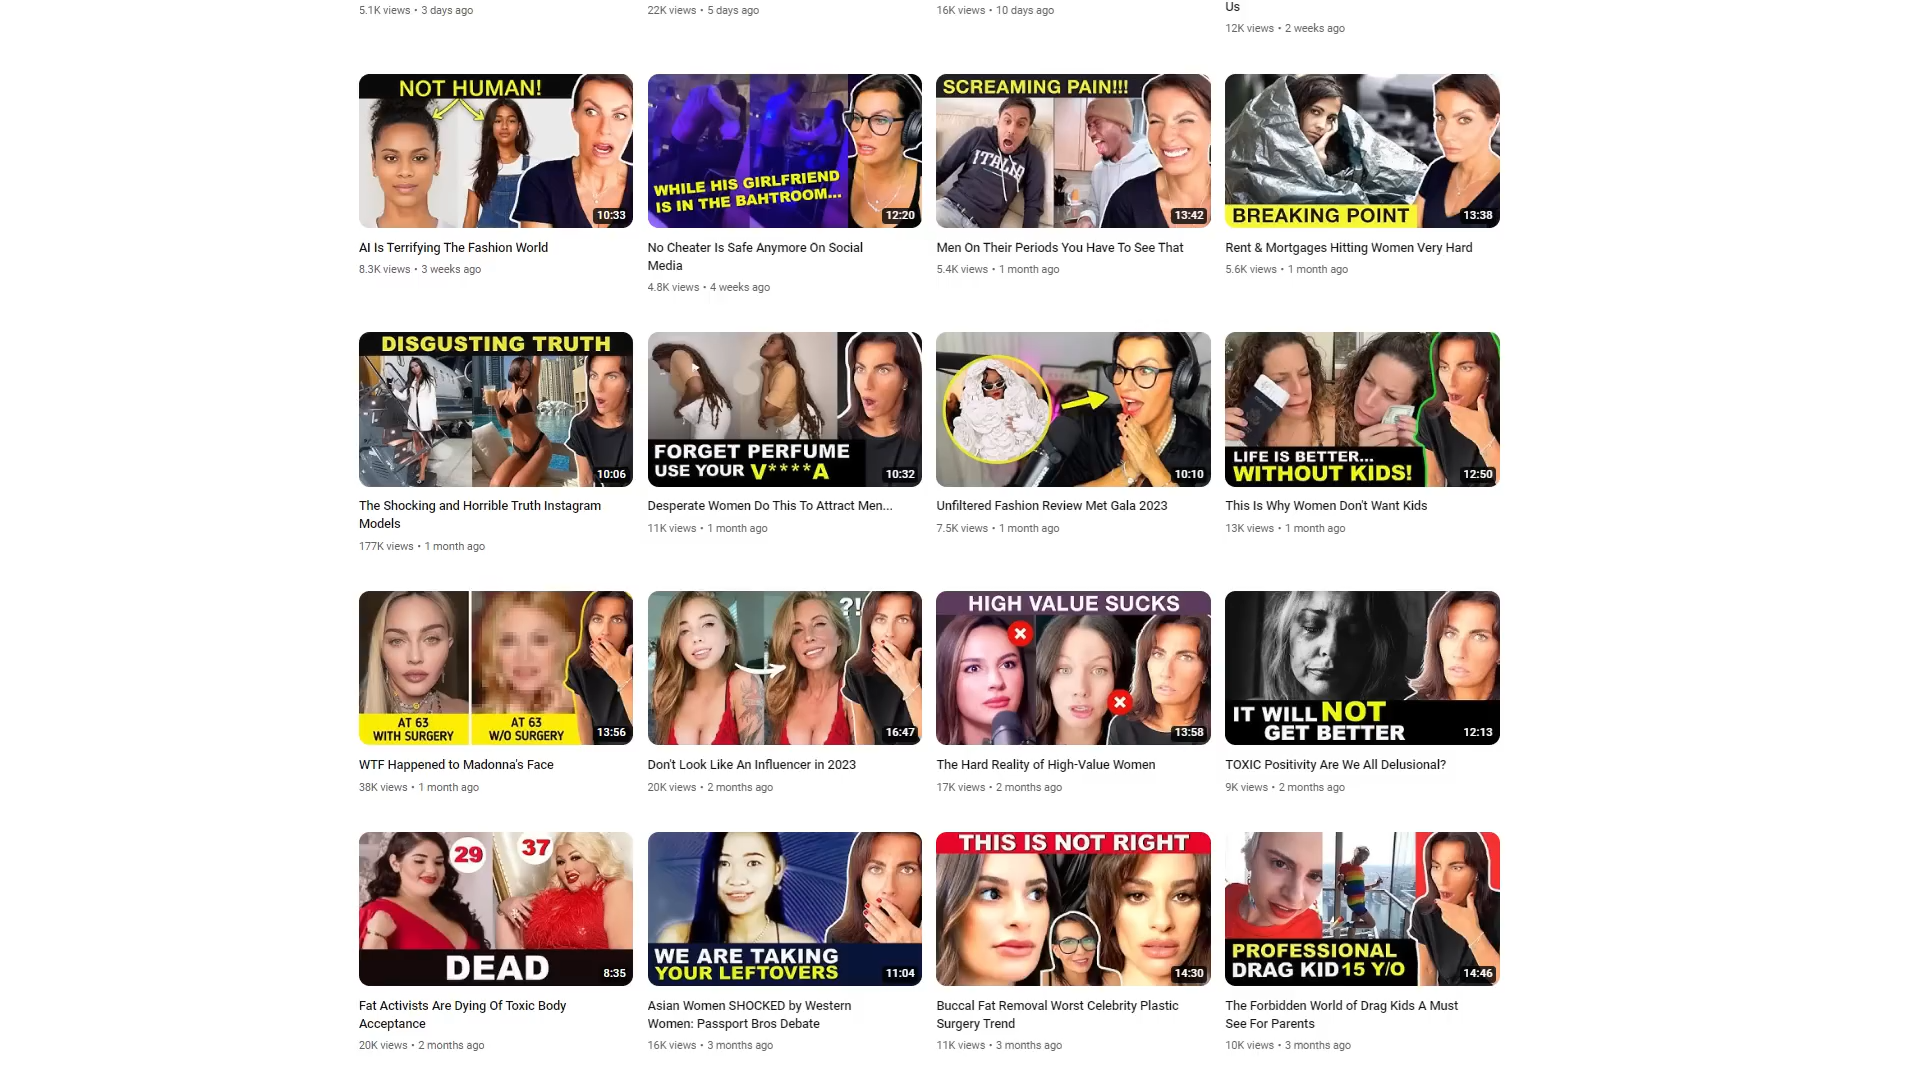 5.1K views • 3 days ago
22K views • 5 days ago
16K views • 10 days ago
Us
12K views • 2 weeks ago
NOT HUMAN!
10:33
AI Is Terrifying The Fashion World
8.3K views • 3 weeks ago
WHILE HIS GIRLFRIEND
IS IN THE BAHTROOM...
12:20
No Cheater Is Safe Anymore On Social
Media
4.8K views • 4 weeks ago
SCREAMING PAIN!!!
ITALIA
13:42
Men On Their Periods You Have To See That
5.4K views • 1 month ago
BREAKING POINT
13:38
Rent & Mortgages Hitting Women Very Hard
5.6K views • 1 month ago
DISGUSTING TRUTH
10:06
The Shocking and Horrible Truth Instagram
Models
177K views • 1 month ago
FORGET PERFUME
USE YOUR V****A
10:32
Desperate Women Do This To Attract Men...
11K views • 1 month ago
10:10
Unfiltered Fashion Review Met Gala 2023
7.5K views • 1 month ago
LIFE IS BETTER...
WITHOUT KIDS!
12:50
This Is Why Women Don't Want Kids
13K views • 1 month ago
AT 63
WITH SURGERY
AT 63
W/O SURGERY
13:56
WTF Happened to Madonna's Face
38K views • 1 month ago
?!
16:47
Don't Look Like An Influencer in 2023
20K views • 2 months ago
HIGH VALUE SUCKS
13:58
The Hard Reality of High-Value Women
17K views • 2 months ago
IT WILL NOT
GET BETTER
12:13
TOXIC Positivity Are We All Delusional?
9K views • 2 months ago
29
37
DEAD
8:35
Fat Activists Are Dying Of Toxic Body
Acceptance
20K views • 2 months ago
WE ARE TAKING
YOUR LEFTOVERS
11:04
Asian Women SHOCKED by Western
Women: Passport Bros Debate
16K views • 3 months ago
THIS IS NOT RIGHT
14:30
Buccal Fat Removal Worst Celebrity Plastic
Surgery Trend
11K views • 3 months ago
PROFESSIONAL
DRAG KID 15 Y/O
14:46
The Forbidden World of Drag Kids A Must
See For Parents
10K views • 3 months ago